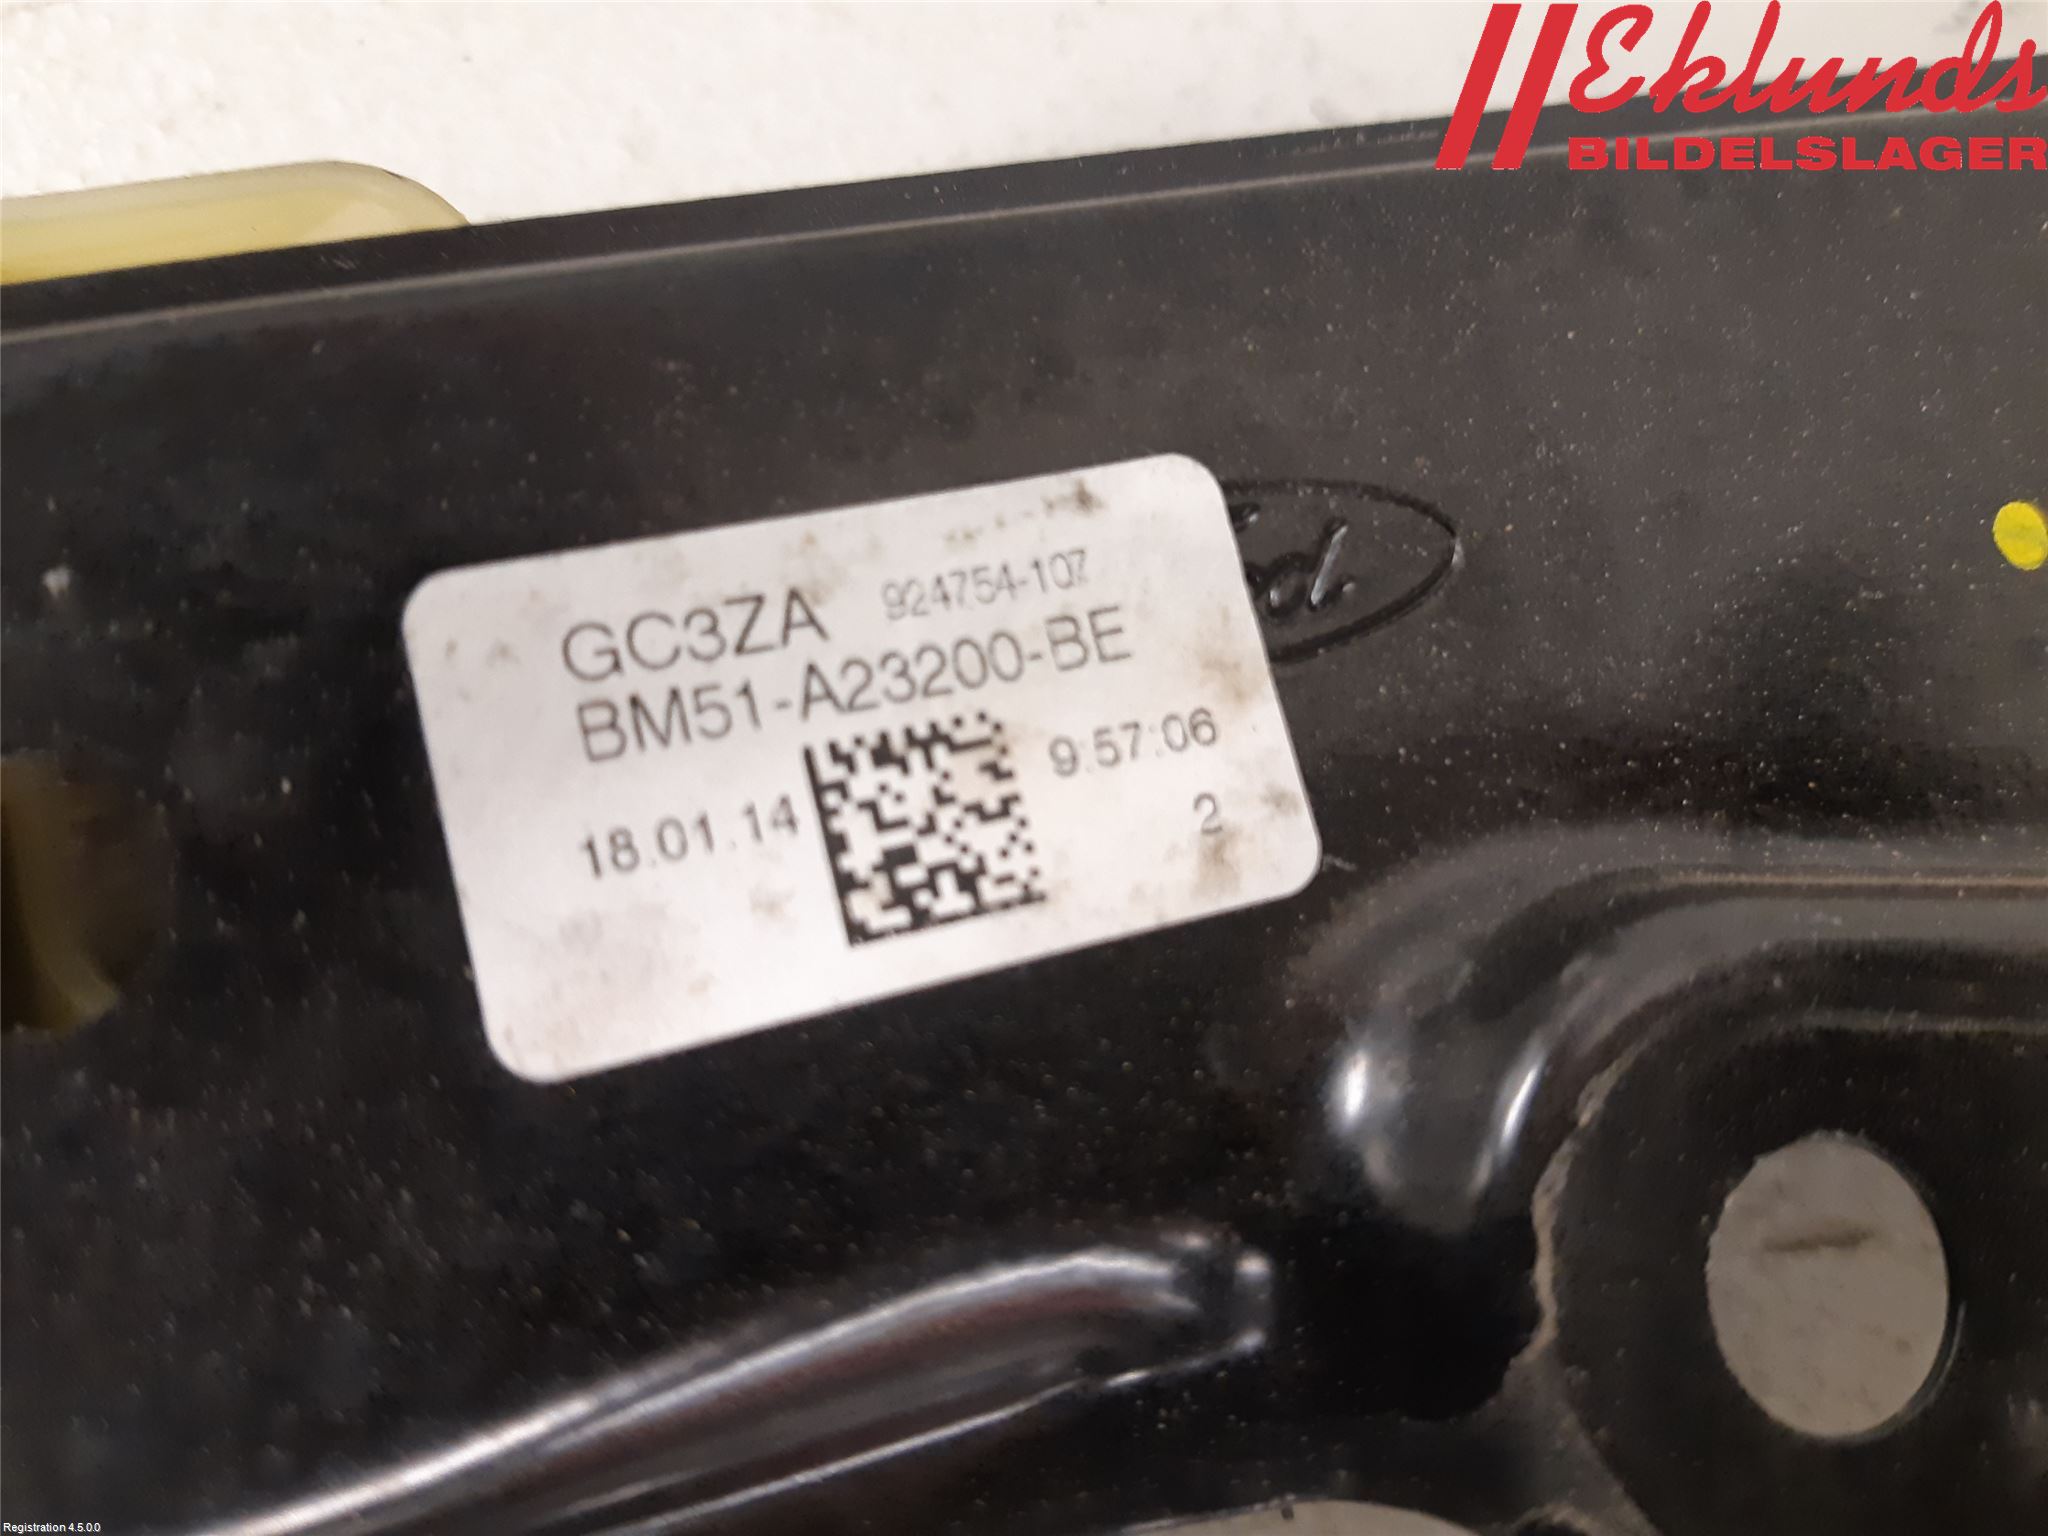 Eklunds
BILDELSLAGER
GC3ZA 924754-107
BM51-A23200-BE
18.01.14 9:57:06
2
Registration 4.5.0.0